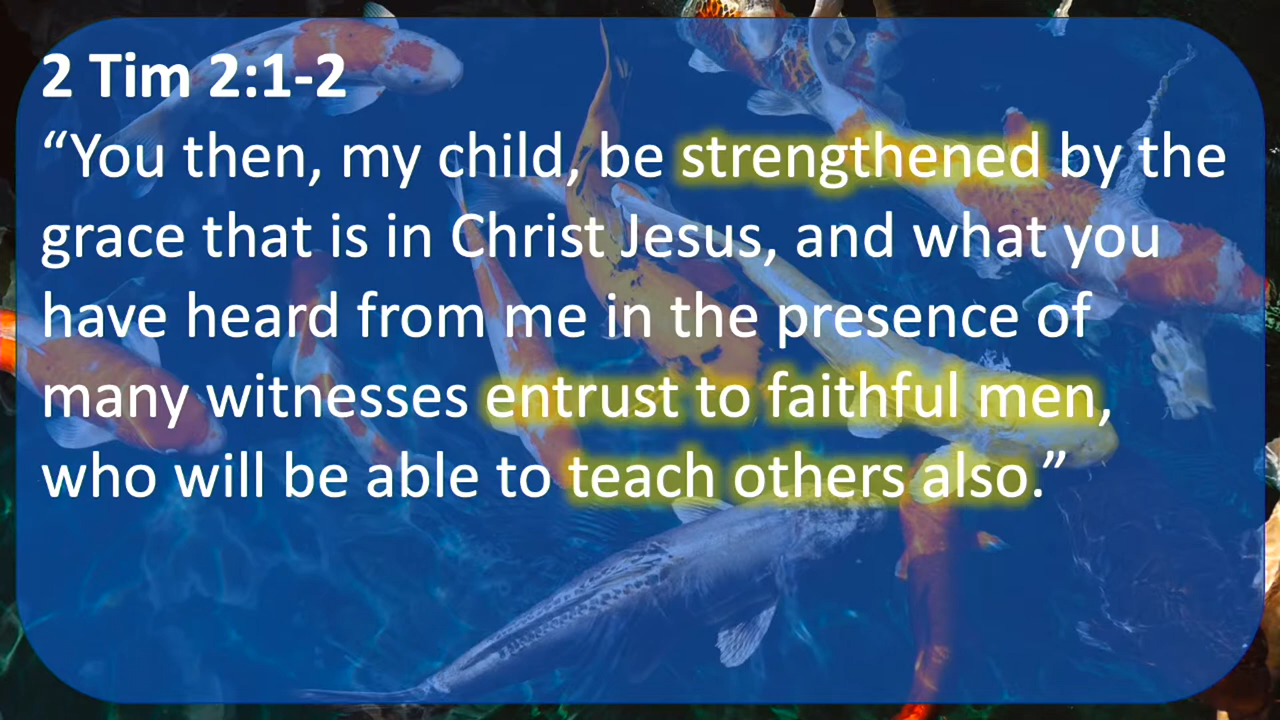 2 Tim 2:1-2
“You then, my child, be strengthened by the
grace that is in Christ Jesus, and what you
have heard from me in the presence of
many witnesses entrust to faithful men,
who will be able to teach others also.”